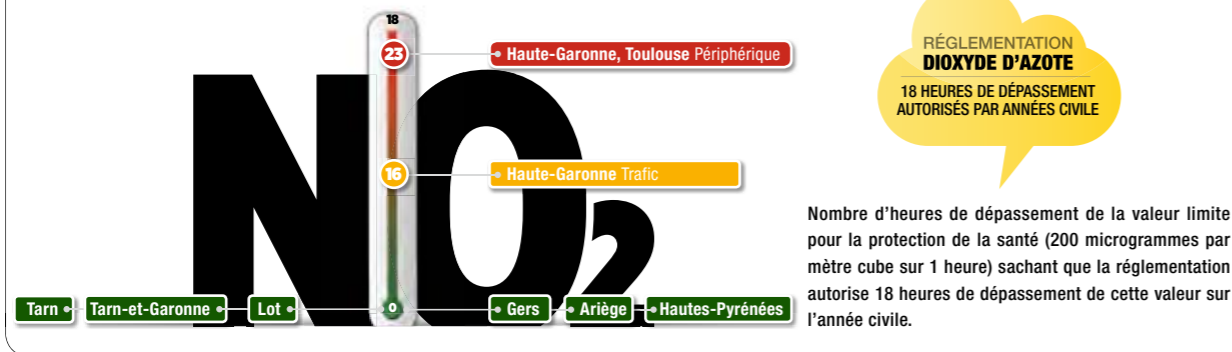 18
23
Haute-Garonne, Toulouse Périphérique
16
Haute-Garonne Trafic
NO2
Tarn
Tarn-et-Garonne
Lot
0
Gers
Ariège
Hautes-Pyrénées
RÉGLEMENTATION
DIOXYDE D'AZOTE
18 HEURES DE DÉPASSEMENT
AUTORISÉS PAR ANNÉES CIVILE
Nombre d'heures de dépassement de la valeur limite
pour la protection de la santé (200 microgrammes par
mètre cube sur 1 heure) sachant que la réglementation
autorise 18 heures de dépassement de cette valeur sur
l'année civile.